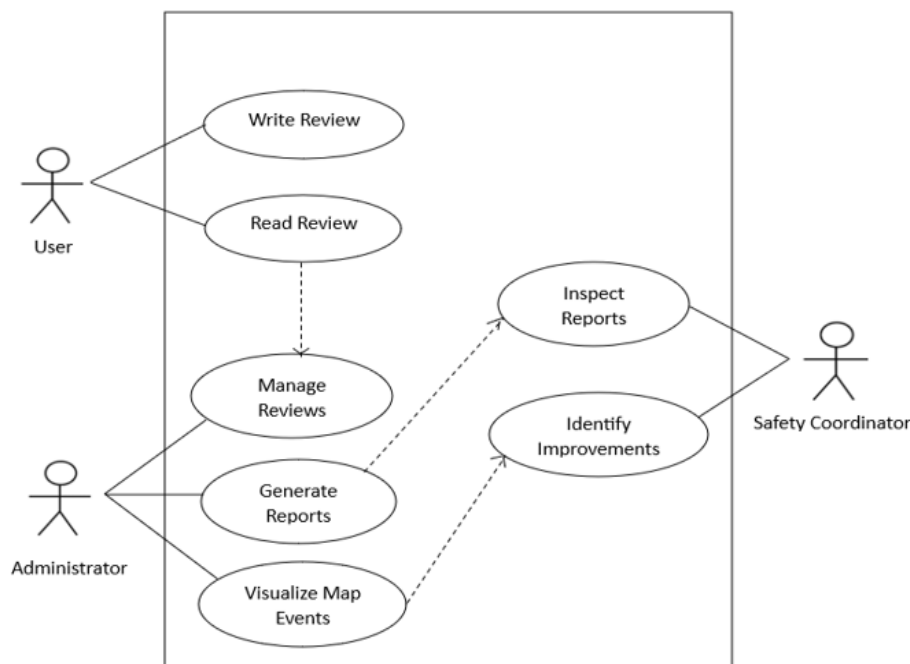 Write Review
User
Read Review
Inspect
Reports
Manage
Reviews
Identify
Improvements
Safety Coordinator
Generate
Reports
Administrator
Visualize Map
Events